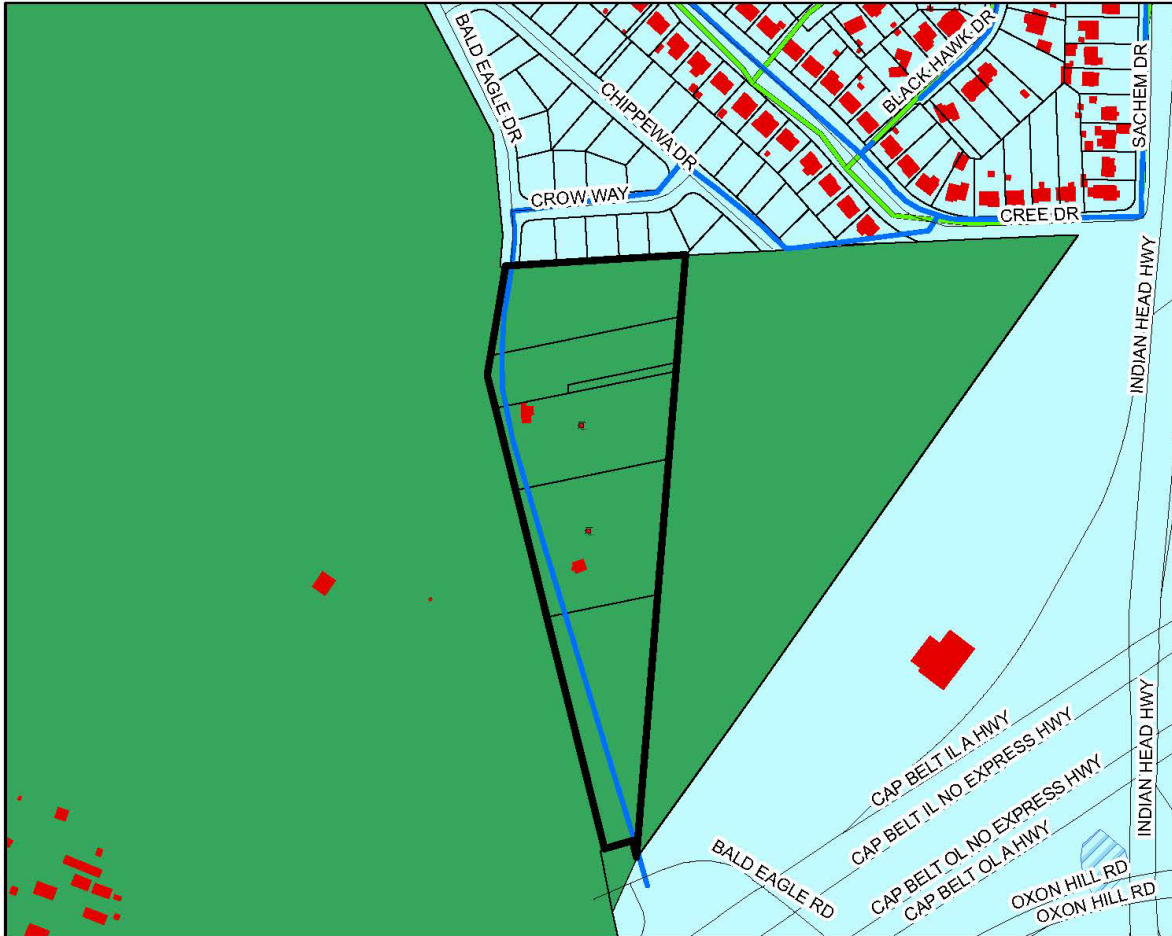 BALD EAGLE DR
CHIPPEWA DR
BLACK HAWK DR
SACHEM DR
CROW WAY
CREE DR
INDIAN HEAD HWY
CAP BELT IL A HWY
CAP BELT IL NO EXPRESS HWY
CAP BELT OL NO EXPRESS HWY
CAP BELT OL A HWY
INDIAN HEAD HWY
BALD EAGLE RD
OXON HILL RD
OXON HILL RD